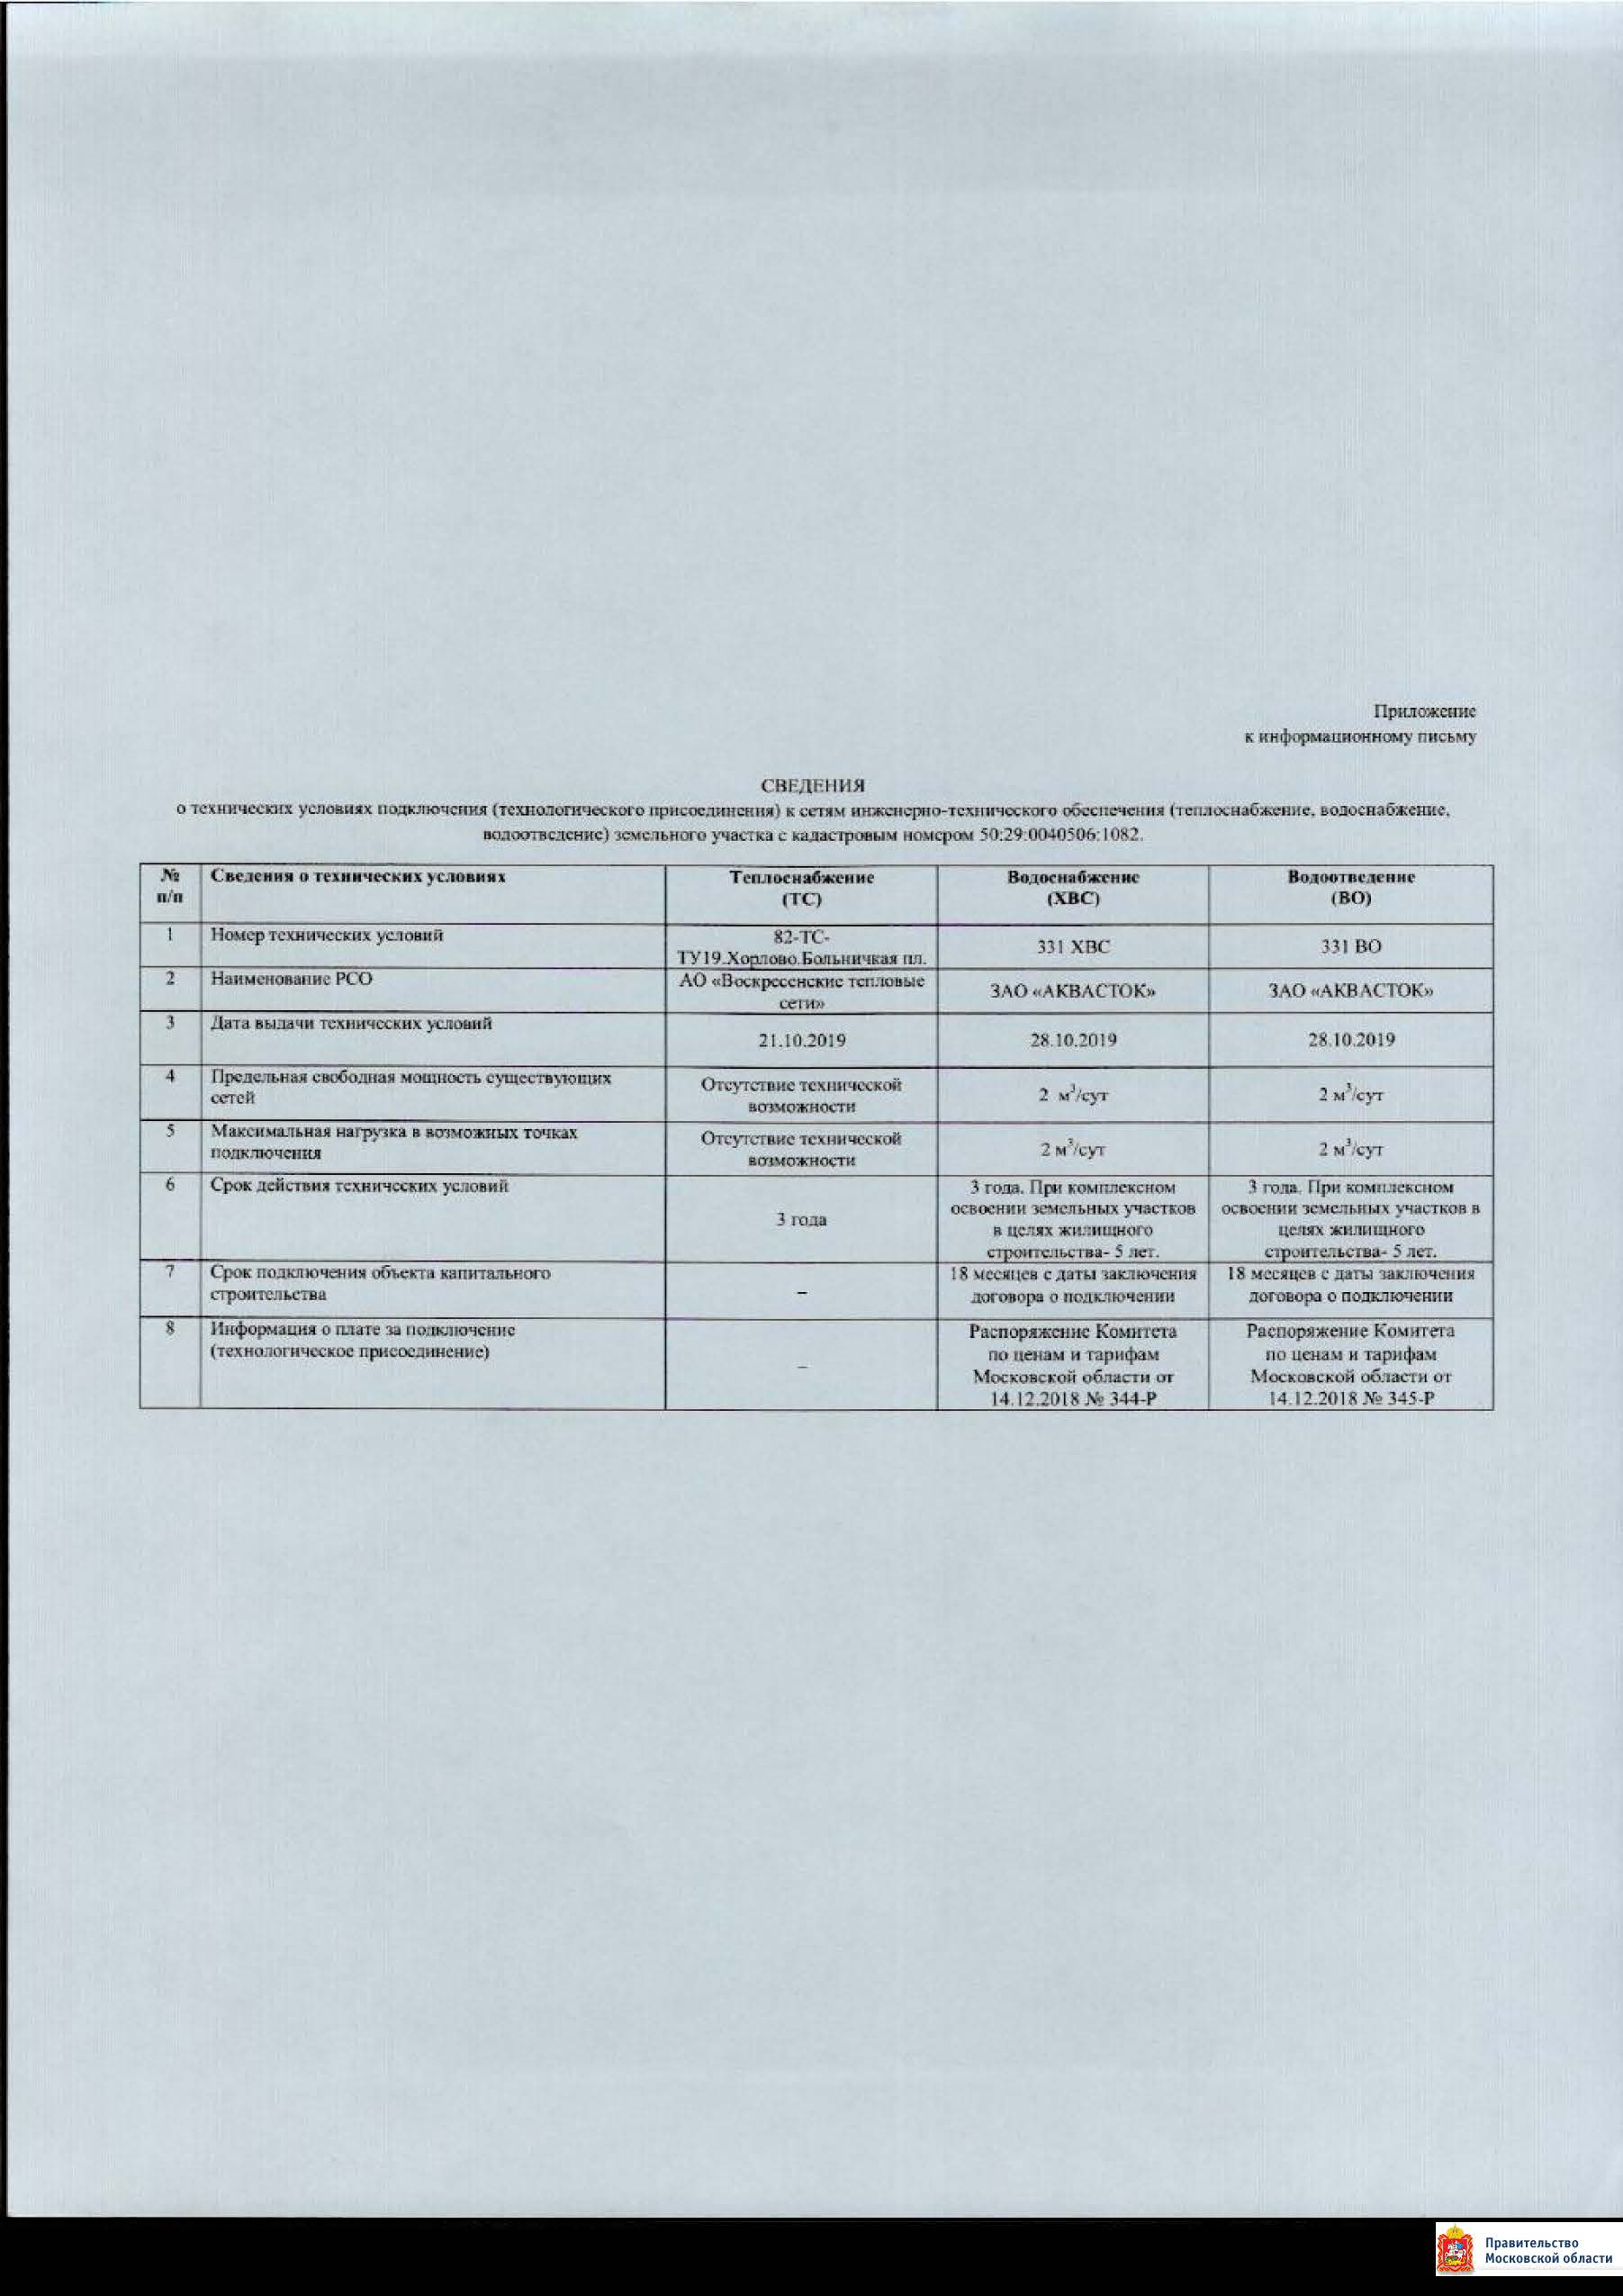 Приложение
к информационному письму
СВЕДЕНИЯ
о технических условиях подключения (технологического присоединения) к сетям инженерно-технического обеспечения (теплоснабжение, водоснабжение,
водоотведение) земельного участка с кадастровым номером 50:29:0040506:1082.
№
п/п
Сведения о технических условиях
Теплоснабжение
(ТС)
Водоснабжение
(ХВС)
Водоотведение
(ВО)
1
Номер технических условий
82-ТС-
ТУ19.Хорлово.Больничкая пл.
331 ХВС
331 ВО
2
Наименование РСО
АО «Воскресенские тепловые
сети»
ЗАО «АКВАСТОК»
ЗАО «АКВАСТОК»
3
Дата выдачи технических условий
21.10.2019
28.10.2019
28.10.2019
4
Предельная свободная мощность существующих
сетей
Отсутствие технической
возможности
2 м³/сут
2 м³/сут
5
Максимальная нагрузка в возможных точках
подключения
Отсутствие технической
возможности
2 м³/сут
2 м³/сут
6
Срок действия технических условий
3 года
3 года. При комплексном
освоении земельных участков
в целях жилищного
строительства- 5 лет.
3 года. При комплексном
освоении земельных участков в
целях жилищного
строительства- 5 лет.
7
Срок подключения объекта капитального
строительства
–
18 месяцев с даты заключения
договора о подключении
18 месяцев с даты заключения
договора о подключении
8
Информация о плате за подключение
(технологическое присоединение)
–
Распоряжение Комитета
по ценам и тарифам
Московской области от
14.12.2018 № 344-Р
Распоряжение Комитета
по ценам и тарифам
Московской области от
14.12.2018 № 345-Р
Правительство
Московской области